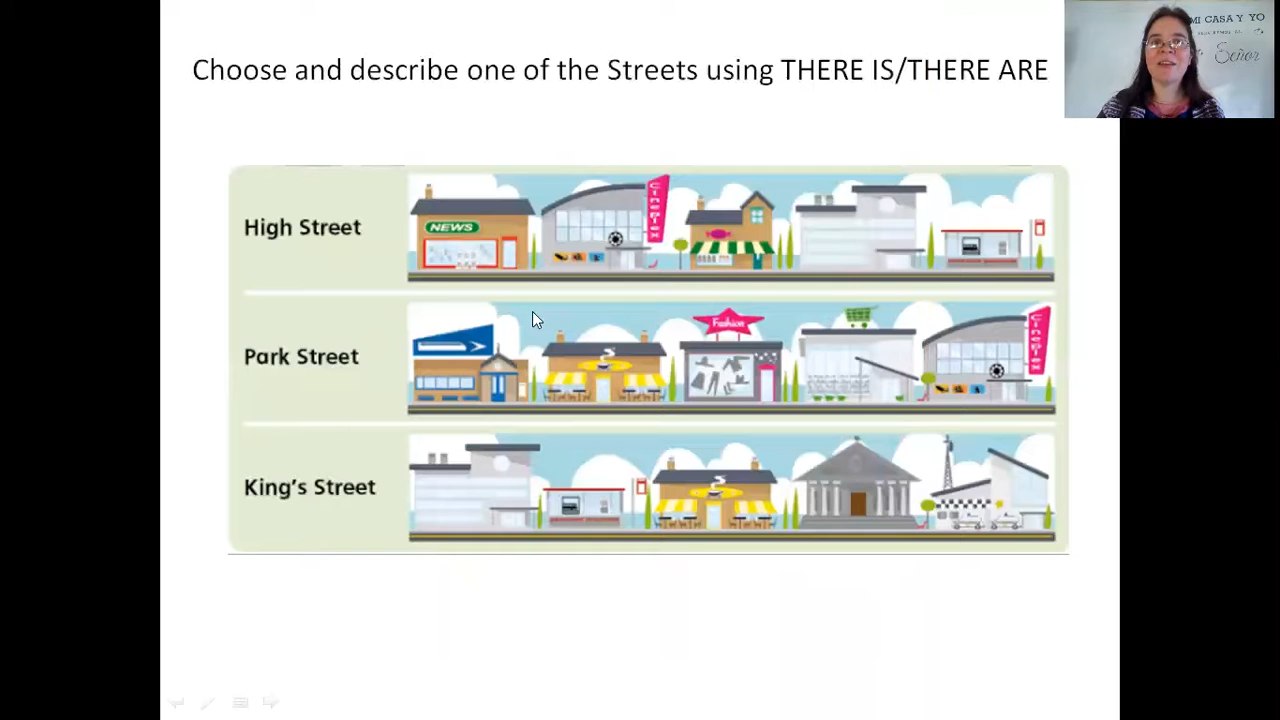 Choose and describe one of the Streets using THERE IS/THERE ARE
MI CASA Y YO
Señor
High Street
NEWS
Cineplex
Park Street
Fashion
Cineplex
King's Street